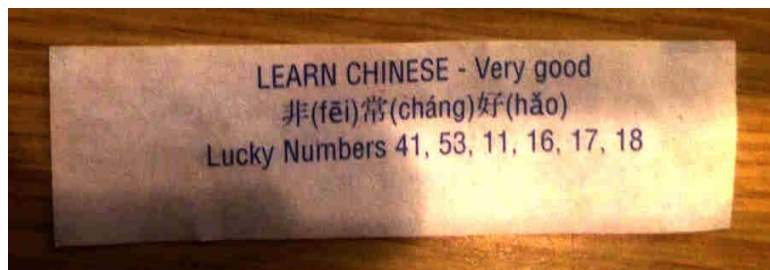 LEARN CHINESE - Very good
非(fēi)常(cháng)好(hǎo)
Lucky Numbers 41, 53, 11, 16, 17, 18